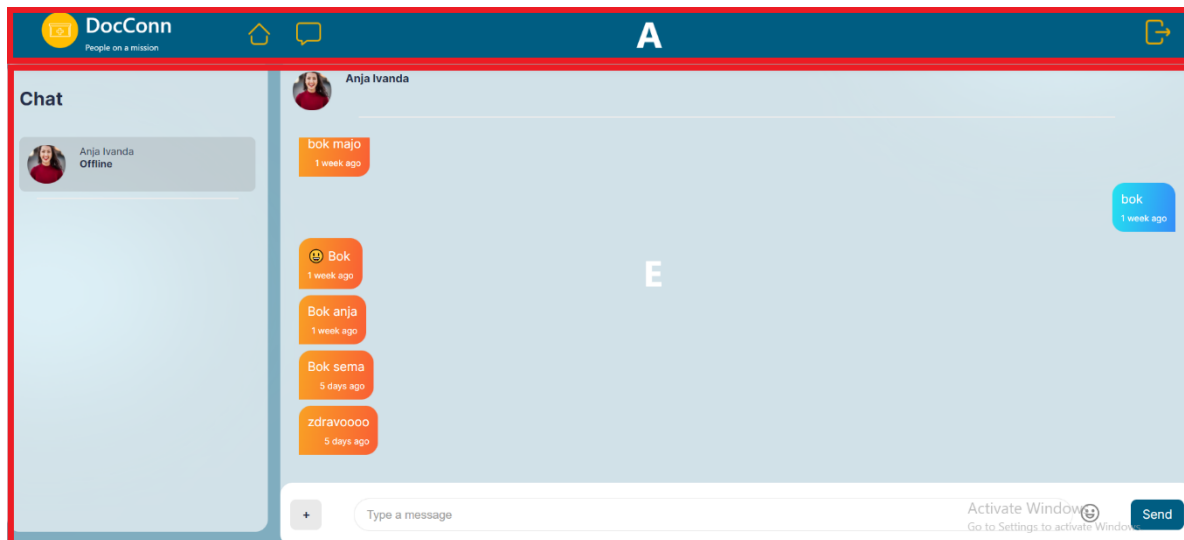 DocConn
People on a mission
A
Chat
Anja Ivanda
Offline
Anja Ivanda
bok majo
1 week ago
bok
1 week ago
😃 Bok
1 week ago
Bok anja
1 week ago
Bok sema
5 days ago
zdravoooo
5 days ago
E
+
Type a message
Send
Activate Windows
Go to Settings to activate Windows.